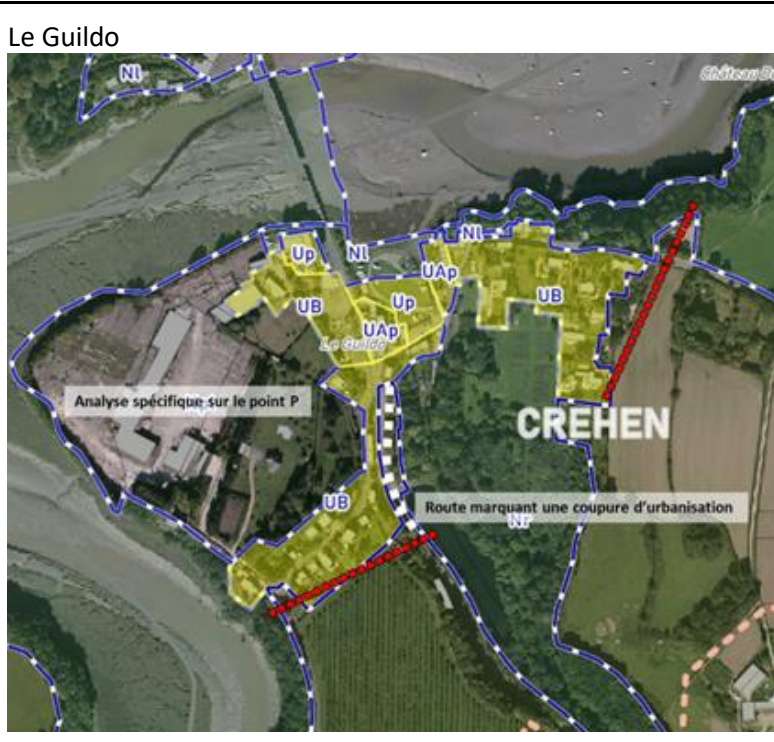 Le Guildo
Nl
Château D
Up
Nl
Nl
UAp
UB
Up
UB
UAp
Le Guildo
Analyse spécifique sur le point P
CREHEN
Route marquant une coupure d'urbanisation
UB
Nr